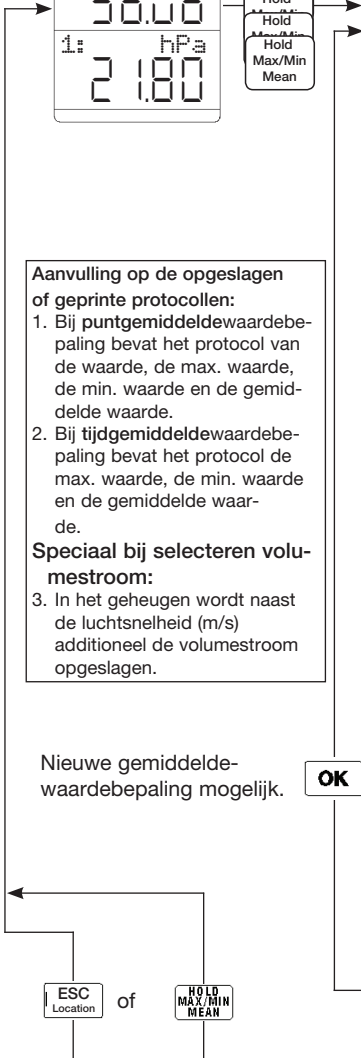 1: hPa
21.80
Hold
Hold
Hold
Max/Min
Mean
Aanvulling op de opgeslagen
of geprinte protocollen:
1. Bij puntgemiddeldewaardebe-
paling bevat het protocol van
de waarde, de max. waarde,
de min. waarde en de gemid-
delde waarde.
2. Bij tijdgemiddeldewaardebe-
paling bevat het protocol de
max. waarde, de min. waarde
en de gemiddelde waar-
de.
Speciaal bij selecteren volu-
mestroom:
3. In het geheugen wordt naast
de luchtsnelheid (m/s)
additioneel de volumestroom
opgeslagen.
Nieuwe gemiddelde-
waardebepaling mogelijk.
OK
ESC
Location
of
HOLD
MAX/MIN
MEAN